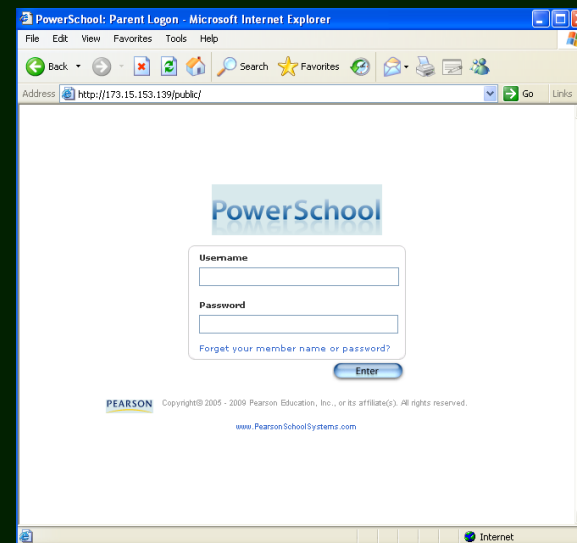 PowerSchool: Parent Logon - Microsoft Internet Explorer
File Edit View Favorites Tools Help
Back Search Favorites
Address http://173.15.153.139/public/ Go Links
PowerSchool
Username
Password
Forget your member name or password?
Enter
PEARSON Copyright© 2005 - 2009 Pearson Education, Inc., or its affiliate(s). All rights reserved.
www.PearsonSchoolSystems.com
Internet